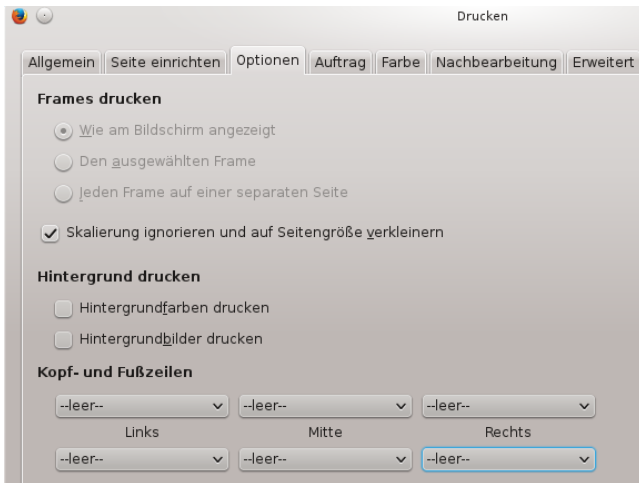 Drucken
Allgemein Seite einrichten Optionen Auftrag Farbe Nachbearbeitung Erweitert
Frames drucken
Wie am Bildschirm angezeigt
Den ausgewählten Frame
Jeden Frame auf einer separaten Seite
Skalierung ignorieren und auf Seitengröße verkleinern
Hintergrund drucken
Hintergrundfarben drucken
Hintergrundbilder drucken
Kopf- und Fußzeilen
--leer-- --leer-- --leer--
Links Mitte Rechts
--leer-- --leer-- --leer--